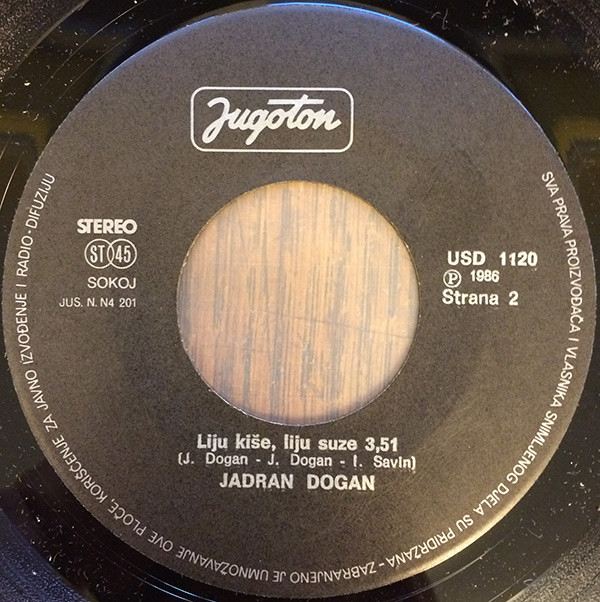 Jugoton
STEREO
ST 45
SOKOJ
JUS. N. N4 201
USD 1120
P 1986
Strana 2
Liju kiše, liju suze 3,51
(J. Dogan - J. Dogan - I. Savin)
JADRAN DOGAN
SVA PRAVA PROIZVOĐAČA I VLASNIKA SNIMLJENOG DJELA SU PRIDRŽANA - ZABRANJENO JE UMNOŽAVANJE OVE PLOČE, KORIŠĆENJE ZA JAVNO IZVOĐENJE I RADIO-DIFUZIJU